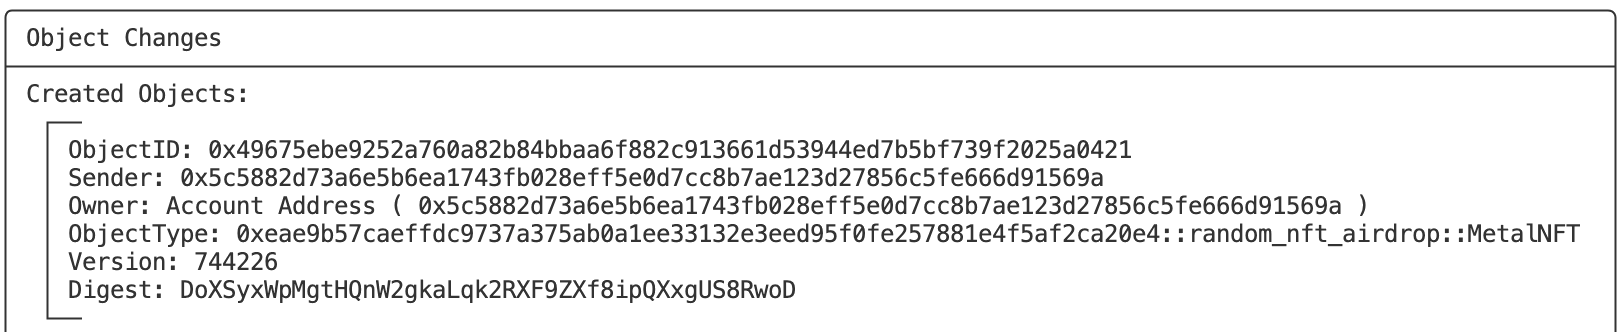 Object Changes
Created Objects:
ObjectID: 0x49675ebe9252a760a82b84bbaa6f882c913661d53944ed7b5bf739f2025a0421
Sender: 0x5c5882d73a6e5b6ea1743fb028eff5e0d7cc8b7ae123d27856c5fe666d91569a
Owner: Account Address ( 0x5c5882d73a6e5b6ea1743fb028eff5e0d7cc8b7ae123d27856c5fe666d91569a )
ObjectType: 0xeae9b57caeffdc9737a375ab0a1ee33132e3eed95f0fe257881e4f5af2ca20e4::random_nft_airdrop::MetalNFT
Version: 744226
Digest: DoXSyxWpMgtHQnW2gkaLqk2RXF9ZXf8ipQXxgUS8RwoD